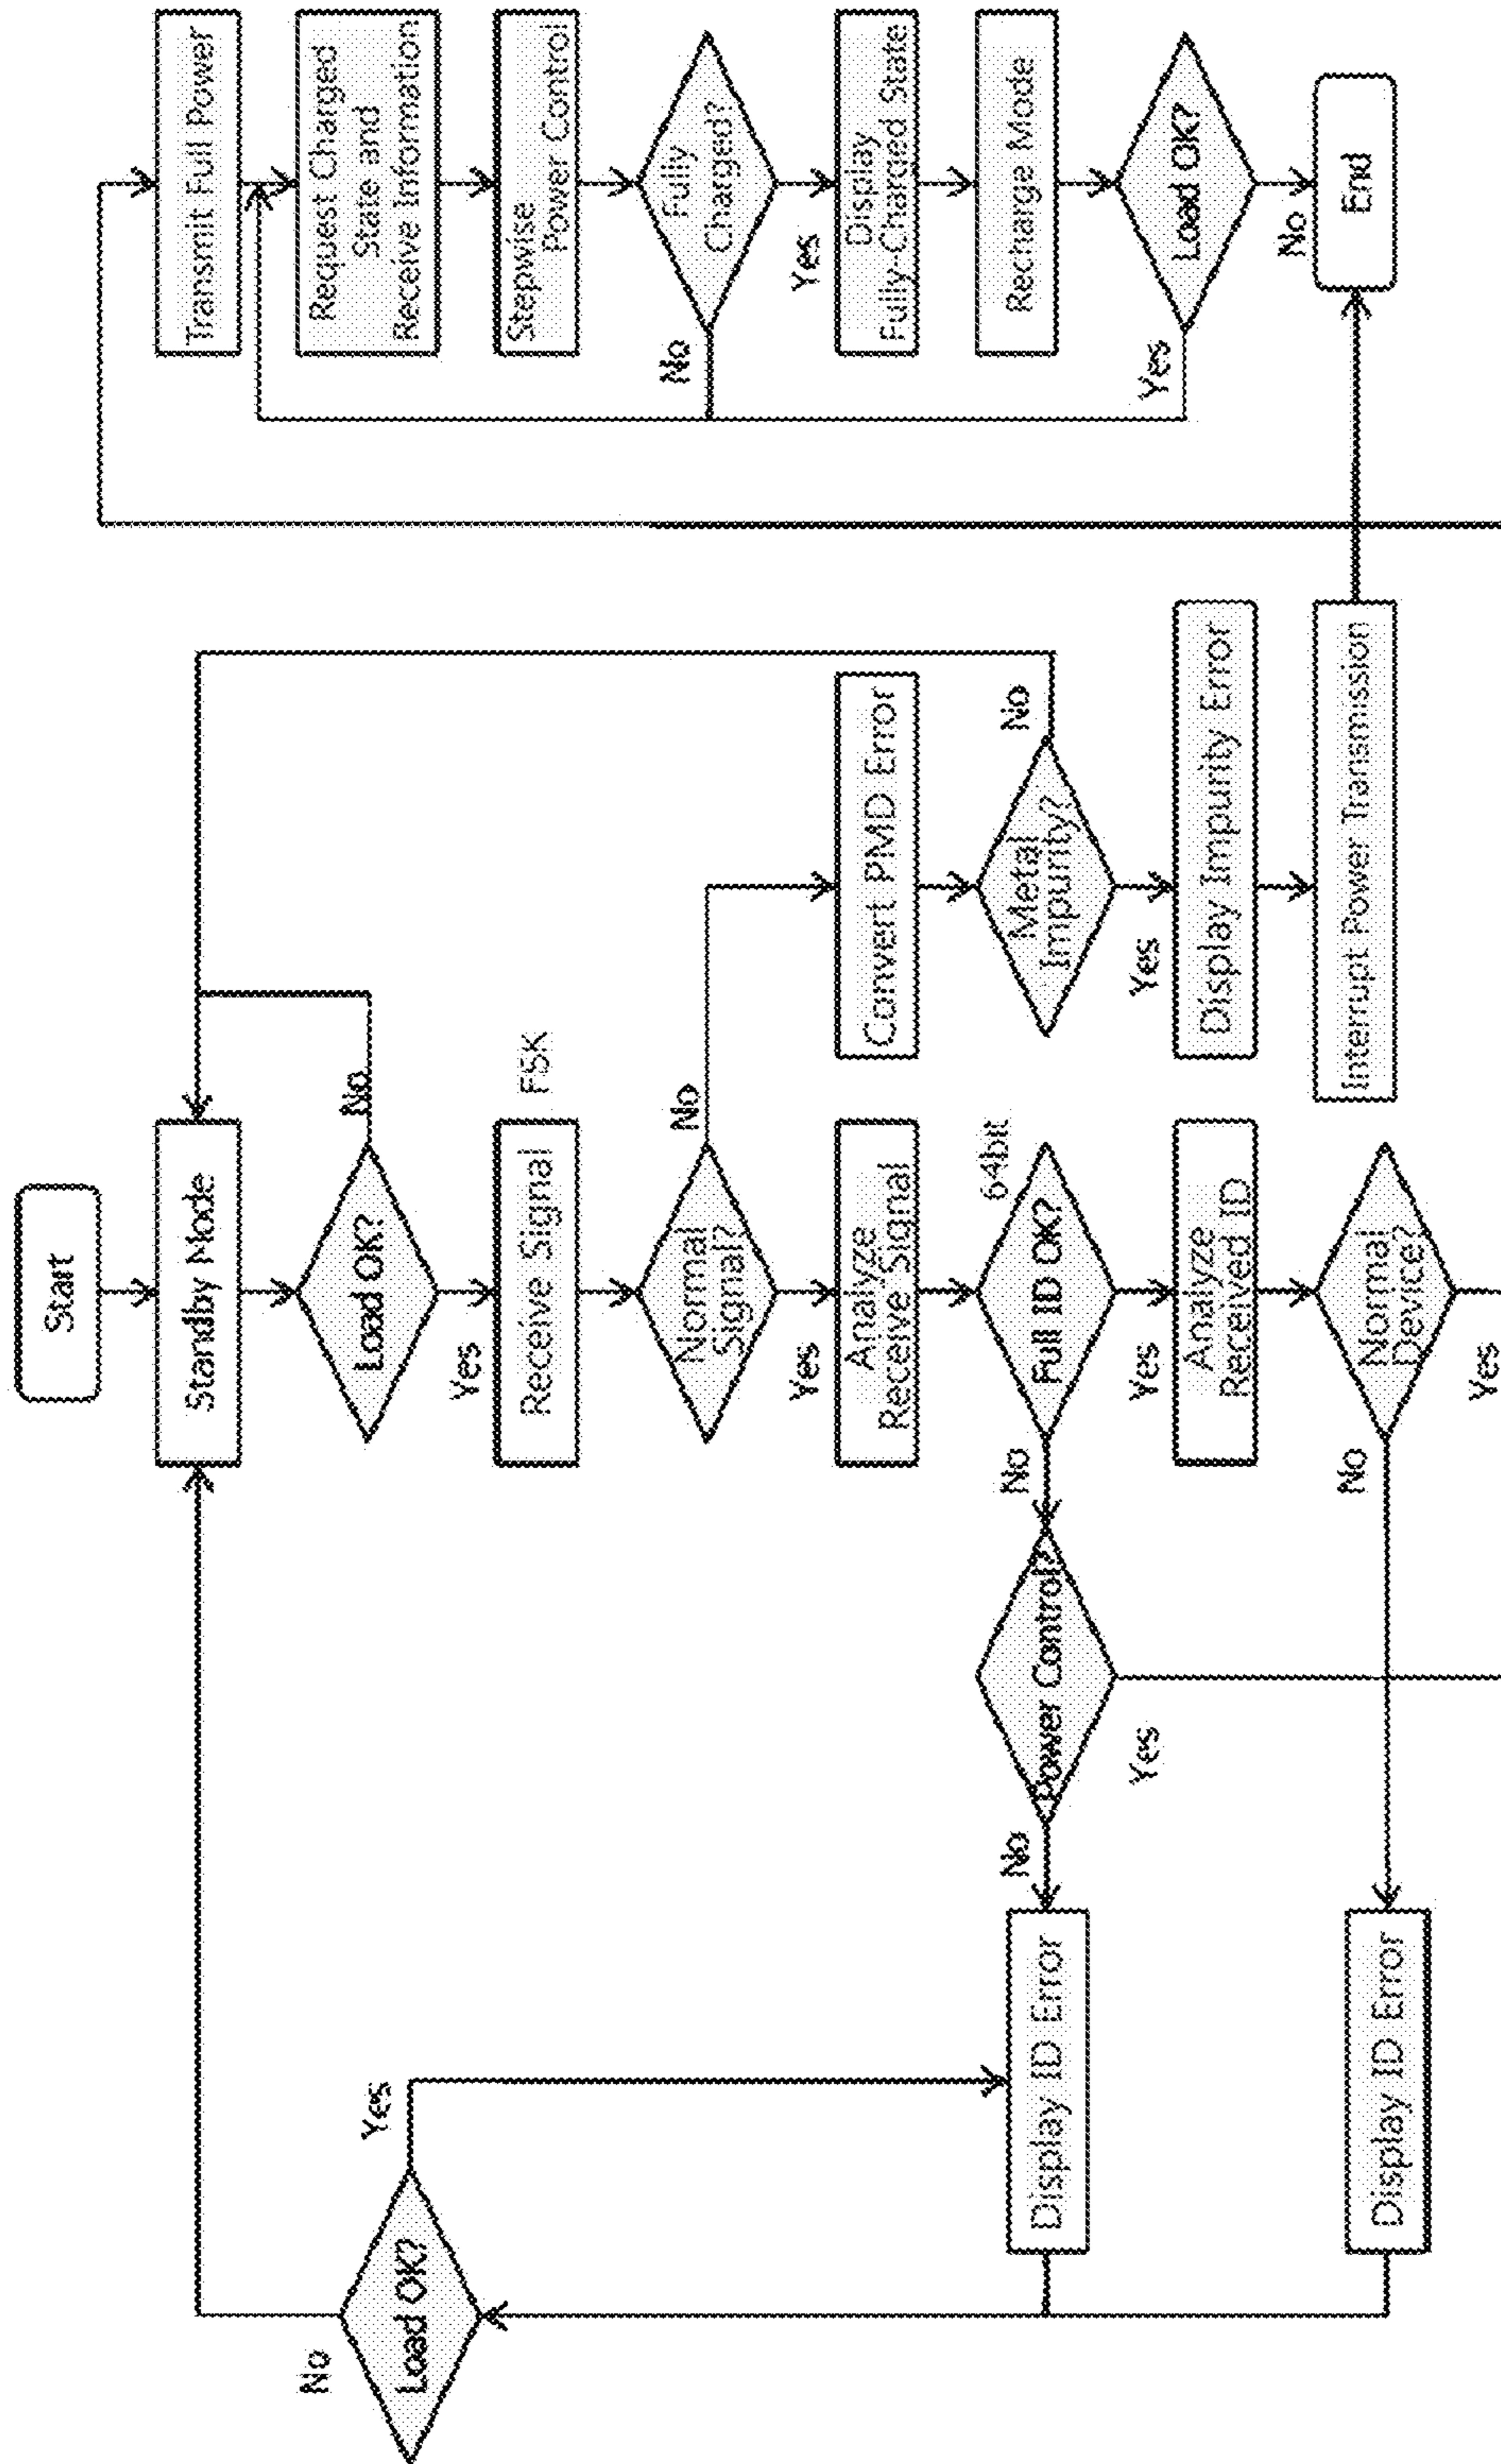 Start
Standby Mode
Load OK?
No
Yes
Receive Signal
FSK
Normal
Signal?
No
Yes
Analyze
Receive Signal
Full ID OK?
64bit
No
Yes
Analyze
Received ID
Normal
Device?
No
Yes
Power Control?
No
Yes
Display ID Error
Display ID Error
Load OK?
No
Yes
Convert PMD Error
Metal
Impurity?
No
Yes
Display Impurity Error
Interrupt Power Transmission
Transmit Full Power
Request Charged
State and
Receive Information
Stepwise
Power Control
Fully
Charged?
No
Yes
Display
Fully-Charded State
Recharge Mode
Load OK?
Yes
No
End